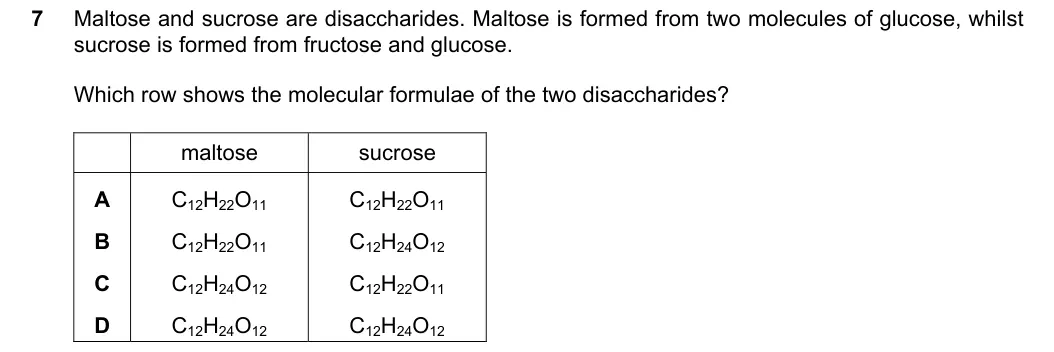 7 Maltose and sucrose are disaccharides. Maltose is formed from two molecules of glucose, whilst
sucrose is formed from fructose and glucose.
Which row shows the molecular formulae of the two disaccharides?
maltose sucrose
A C₁₂H₂₂O₁₁ C₁₂H₂₂O₁₁
B C₁₂H₂₂O₁₁ C₁₂H₂₄O₁₂
C C₁₂H₂₄O₁₂ C₁₂H₂₂O₁₁
D C₁₂H₂₄O₁₂ C₁₂H₂₄O₁₂